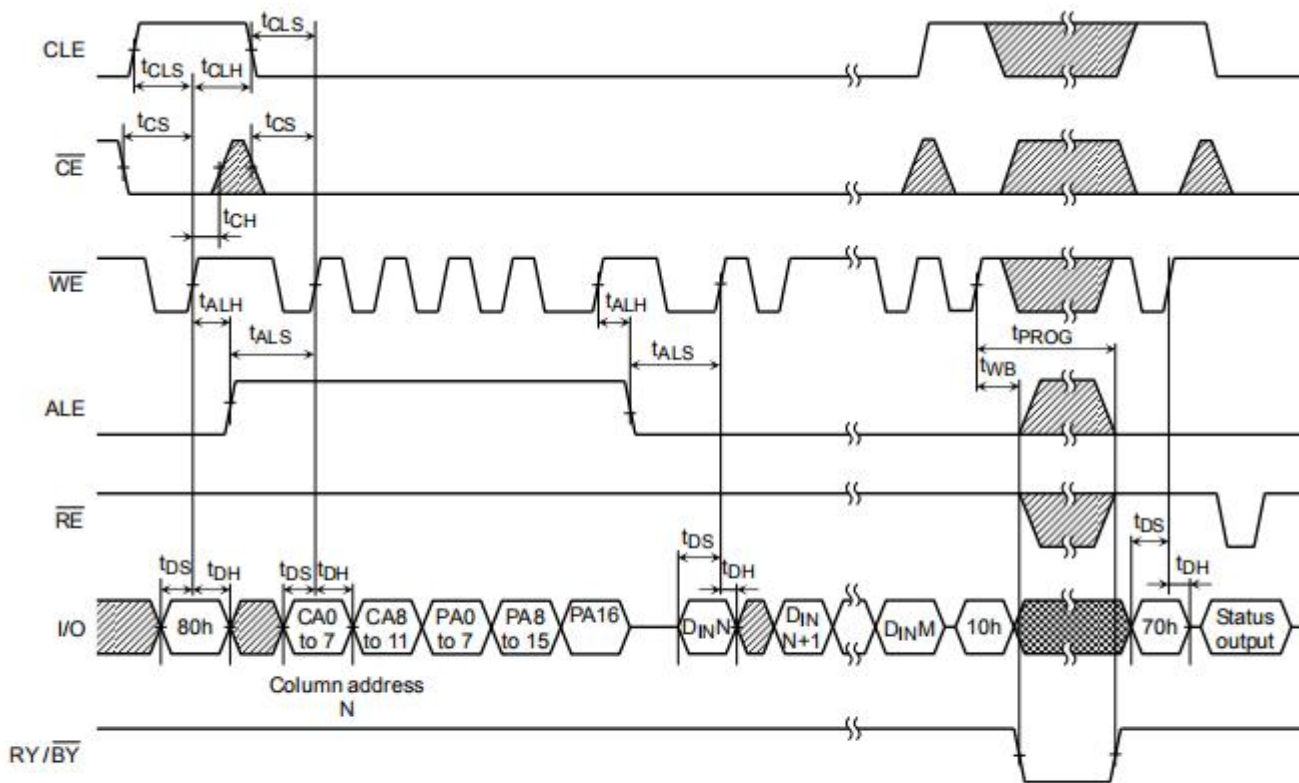 CLE
tCLS
tCLS
tCLH
tCS
tCS
CE
tCH
WE
tALH
tALS
tALH
tALS
tPROG
tWB
ALE
RE
tDS
tDH
tDS
tDH
tDS
tDH
tDS
tDH
I/O
80h
CA0
to 7
CA8
to 11
PA0
to 7
PA8
to 15
PA16
DINN
DIN
N+1
DINM
10h
70h
Status
output
Column address
N
RY/BY